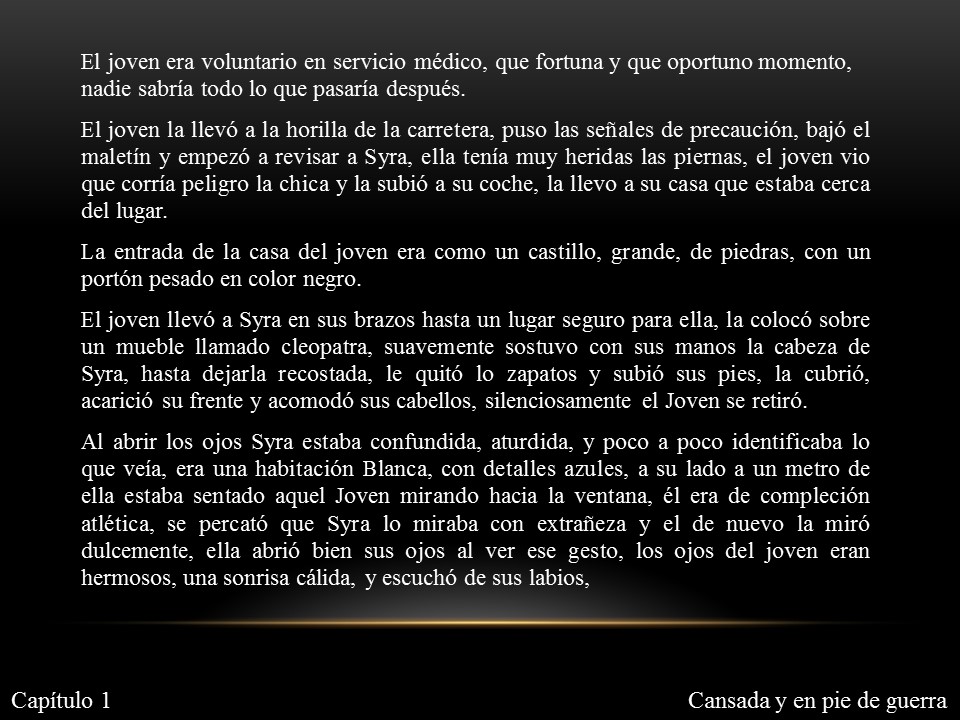 El joven era voluntario en servicio médico, que fortuna y que oportuno momento,
nadie sabría todo lo que pasaría después.
El joven la llevó a la horilla de la carretera, puso las señales de precaución, bajó el
maletín y empezó a revisar a Syra, ella tenía muy heridas las piernas, el joven vio
que corría peligro la chica y la subió a su coche, la llevo a su casa que estaba cerca
del lugar.
La entrada de la casa del joven era como un castillo, grande, de piedras, con un
portón pesado en color negro.
El joven llevó a Syra en sus brazos hasta un lugar seguro para ella, la colocó sobre
un mueble llamado cleopatra, suavemente sostuvo con sus manos la cabeza de
Syra, hasta dejarla recostada, le quitó lo zapatos y subió sus pies, la cubrió,
acarició su frente y acomodó sus cabellos, silenciosamente el Joven se retiró.
Al abrir los ojos Syra estaba confundida, aturdida, y poco a poco identificaba lo
que veía, era una habitación Blanca, con detalles azules, a su lado a un metro de
ella estaba sentado aquel Joven mirando hacia la ventana, él era de compleción
atlética, se percató que Syra lo miraba con extrañeza y el de nuevo la miró
dulcemente, ella abrió bien sus ojos al ver ese gesto, los ojos del joven eran
hermosos, una sonrisa cálida, y escuchó de sus labios,
Capítulo 1
Cansada y en pie de guerra